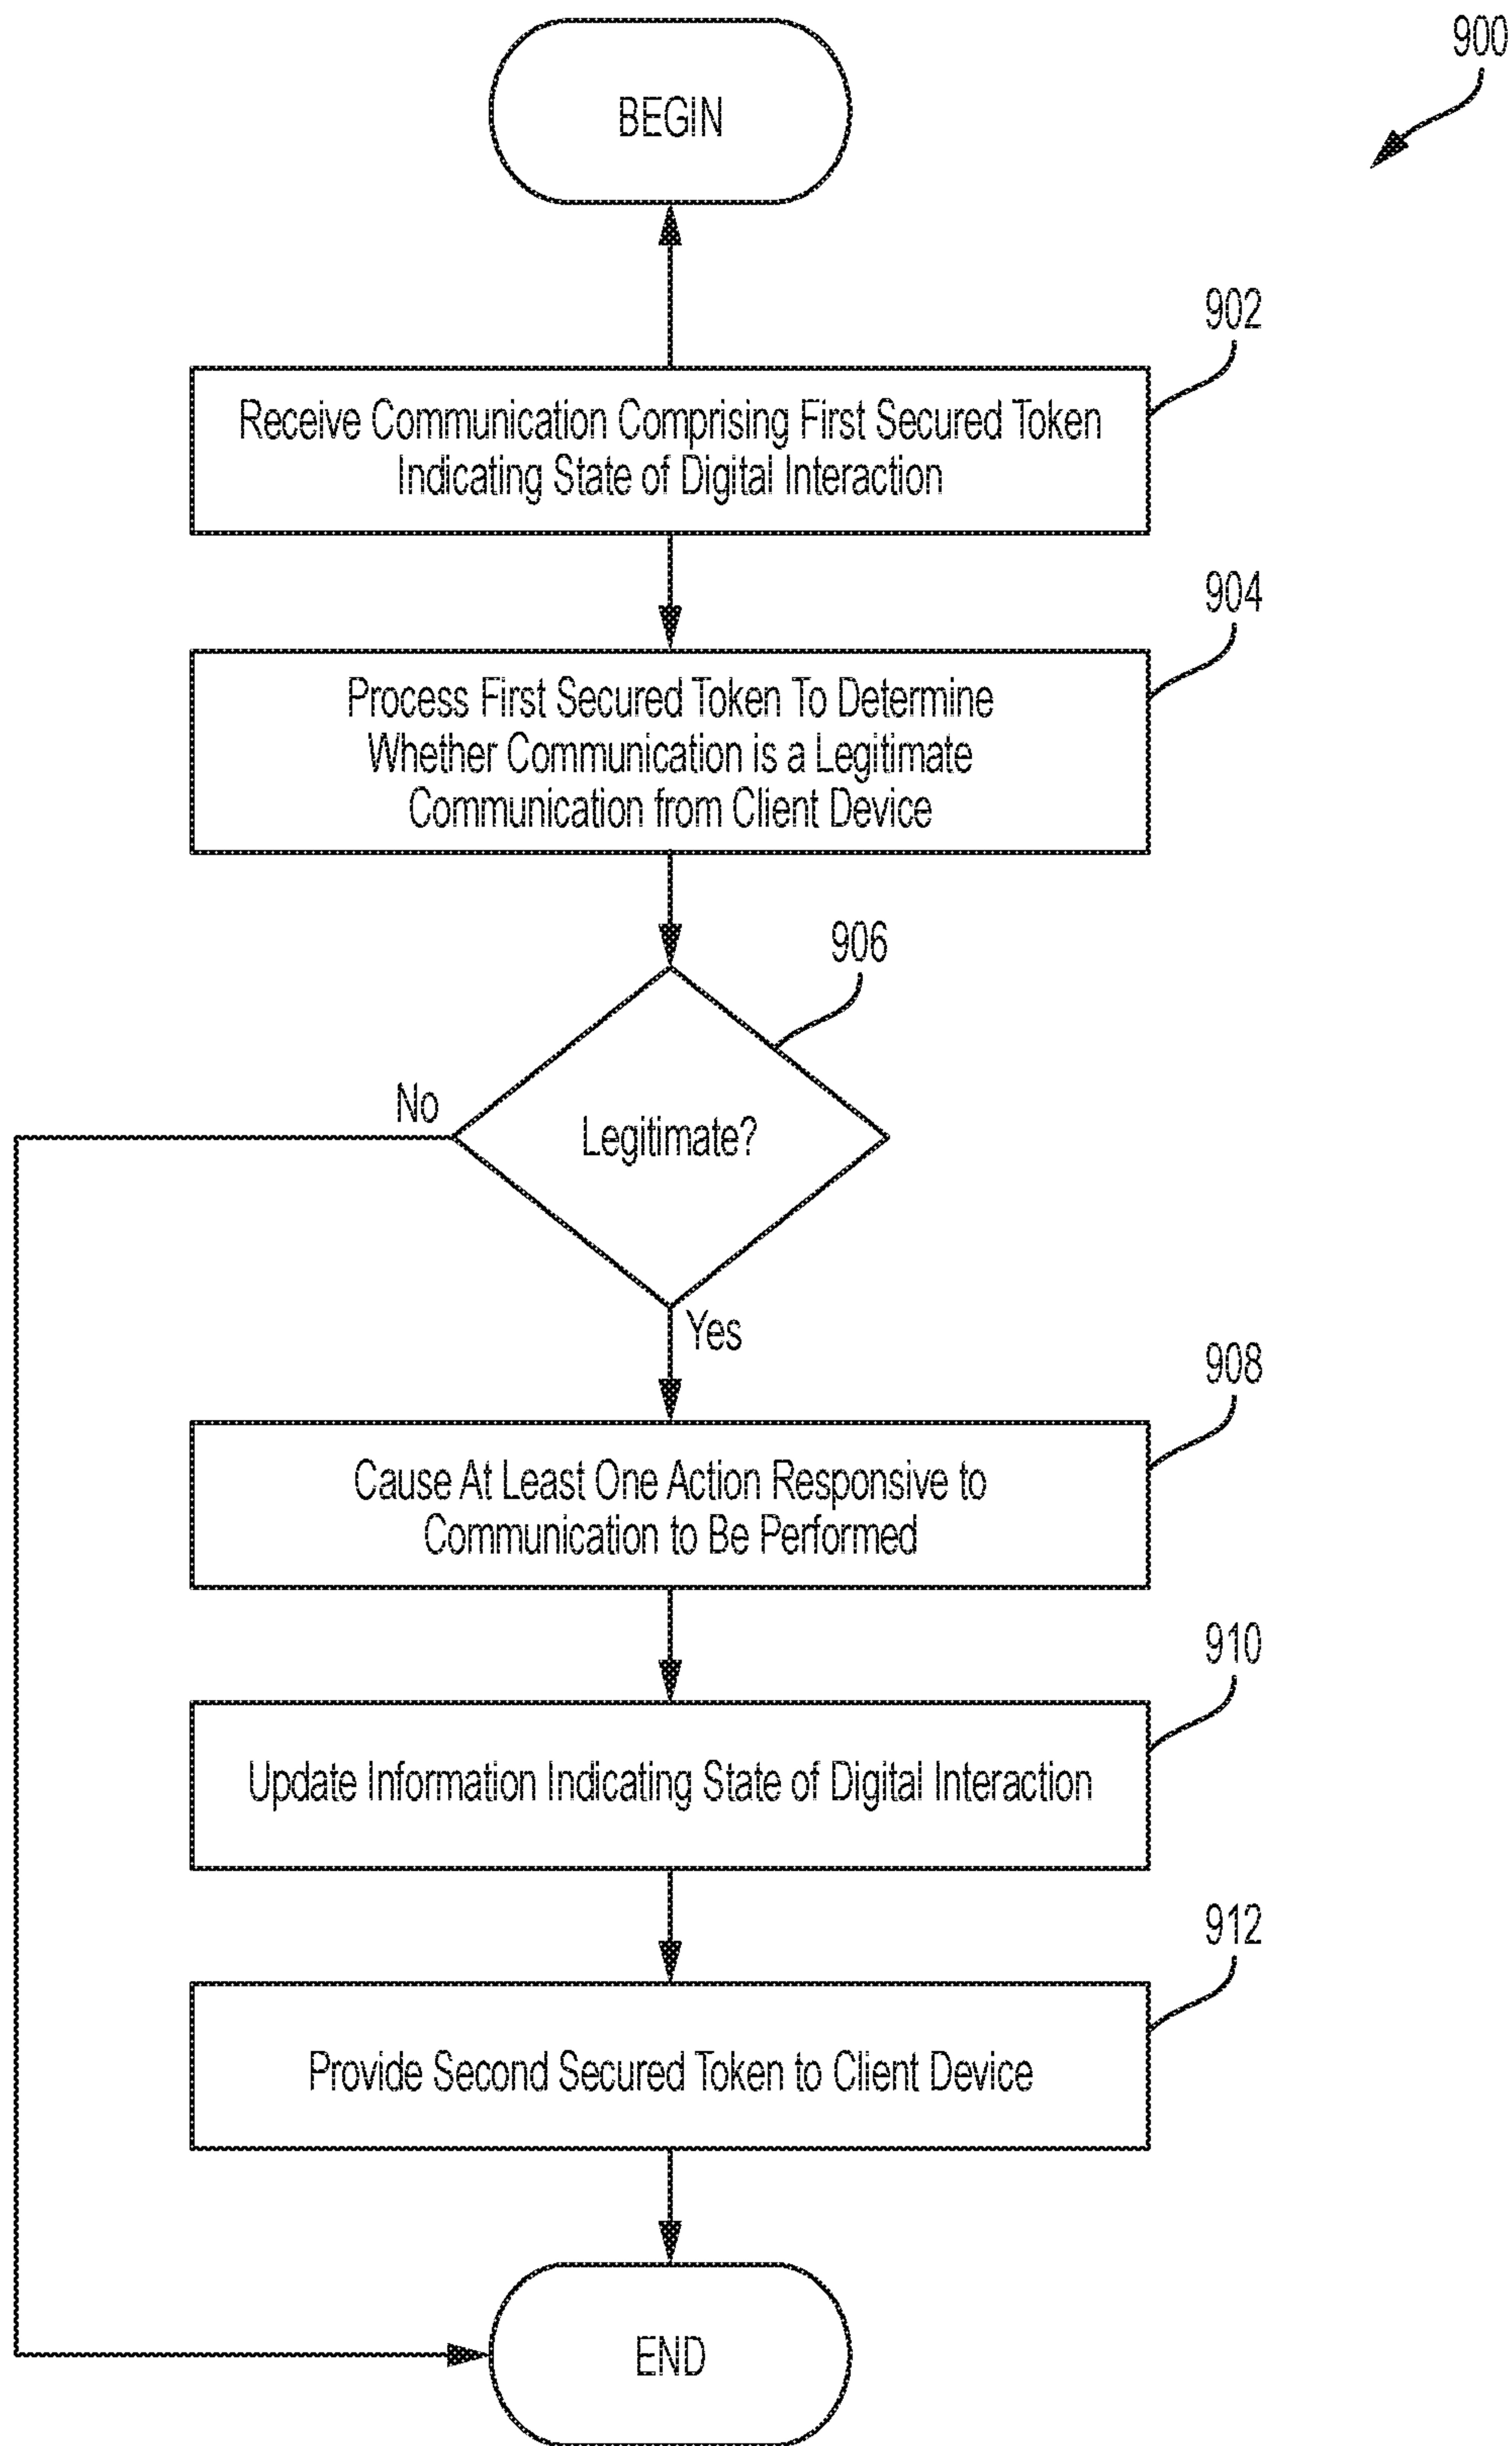 900
BEGIN
902
Receive Communication Comprising First Secured Token
Indicating State of Digital Interaction
904
Process First Secured Token To Determine
Whether Communication is a Legitimate
Communication from Client Device
906
No
Legitimate?
Yes
908
Cause At Least One Action Responsive to
Communication to Be Performed
910
Update Information Indicating State of Digital Interaction
912
Provide Second Secured Token to Client Device
END